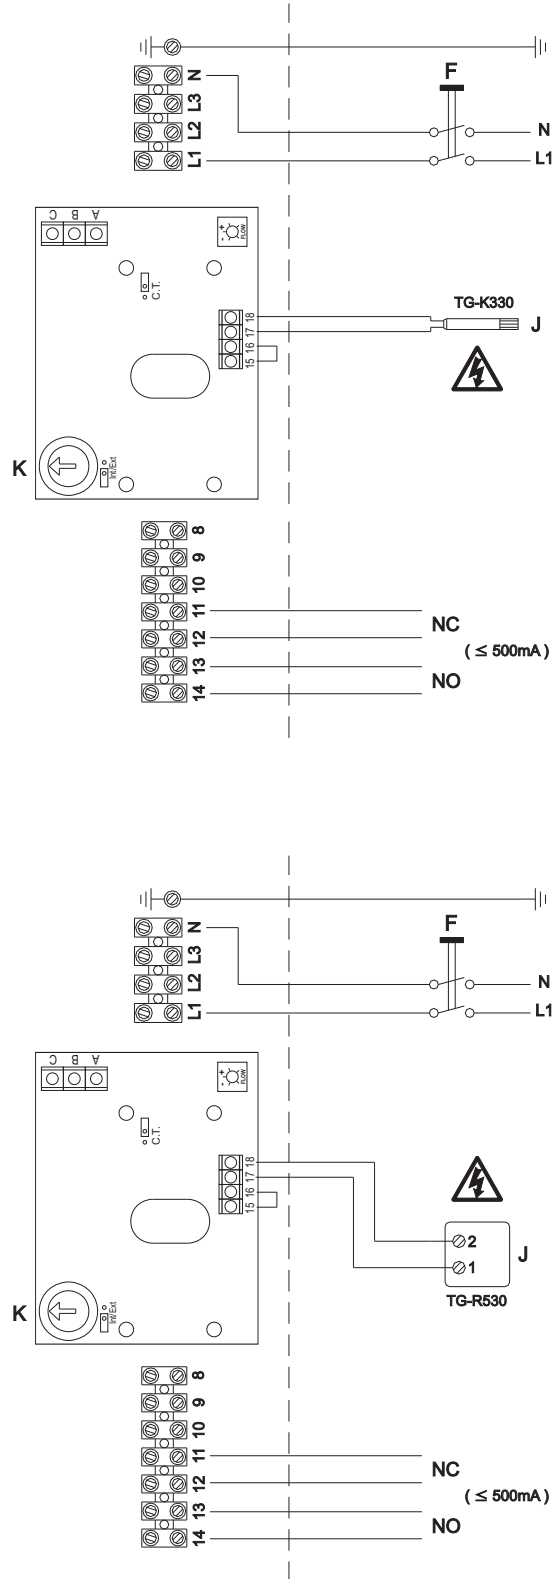 F
N
L3
L2
L1
N
L1
C B A
- +
FLOW
C.T.
TG-K330
J
18
17
16
15
K
Int/Ext
8
9
10
11
12
13
14
NC
( ≤ 500mA )
NO
F
N
L3
L2
L1
N
L1
C B A
- +
FLOW
C.T.
18
17
16
15
2
1
J
TG-R530
K
Int/Ext
8
9
10
11
12
13
14
NC
( ≤ 500mA )
NO